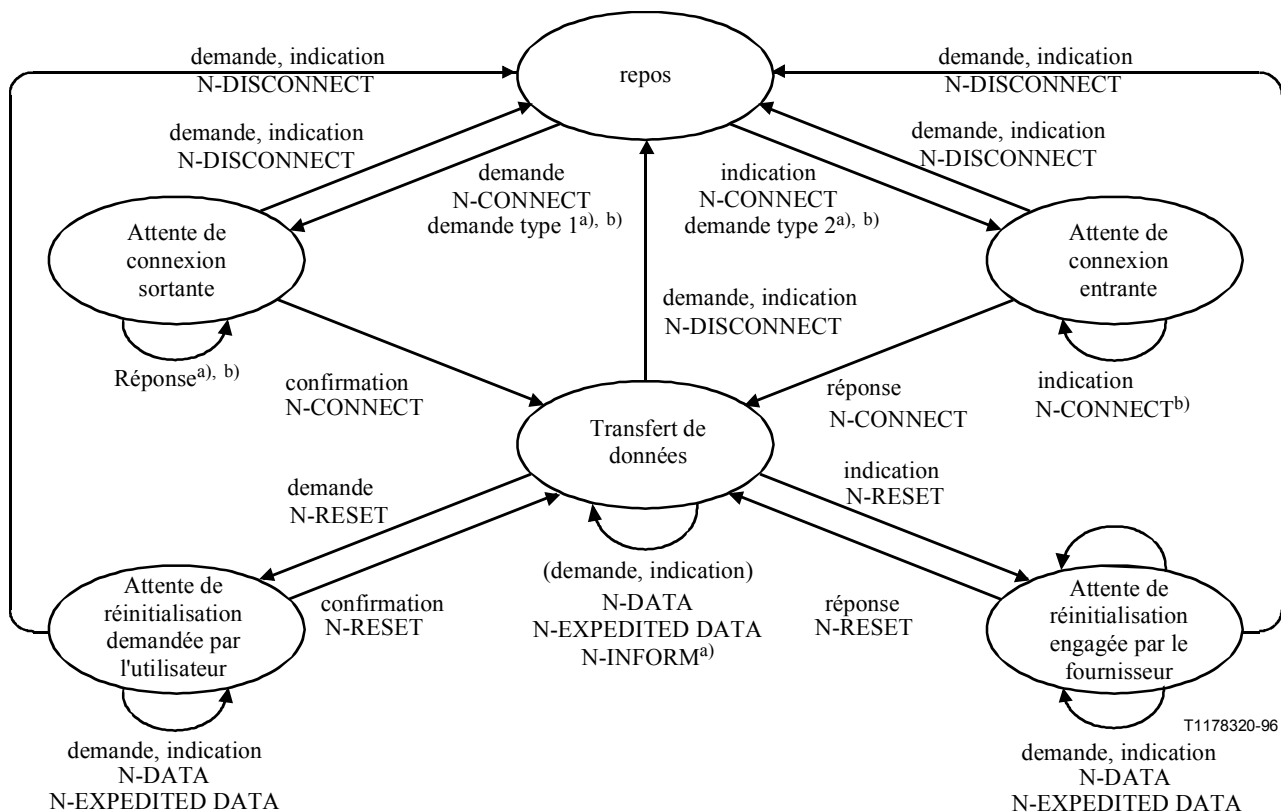 demande, indication
N-DISCONNECT
repos
demande, indication
N-DISCONNECT
demande, indication
N-DISCONNECT
demande
N-CONNECT
demande type 1a), b)
indication
N-CONNECT
demande type 2a), b)
demande, indication
N-DISCONNECT
Attente de
connexion
sortante
Attente de
connexion
entrante
demande, indication
N-DISCONNECT
Réponsea), b)
confirmation
N-CONNECT
réponse
N-CONNECT
indication
N-CONNECTb)
Transfert de
données
demande
N-RESET
indication
N-RESET
(demande, indication)
N-DATA
N-EXPEDITED DATA
N-INFORMa)
Attente de
réinitialisation
demandée par
l'utilisateur
confirmation
N-RESET
réponse
N-RESET
Attente de
réinitialisation
engagée par le
fournisseur
T1178320-96
demande, indication
N-DATA
N-EXPEDITED DATA
demande, indication
N-DATA
N-EXPEDITED DATA